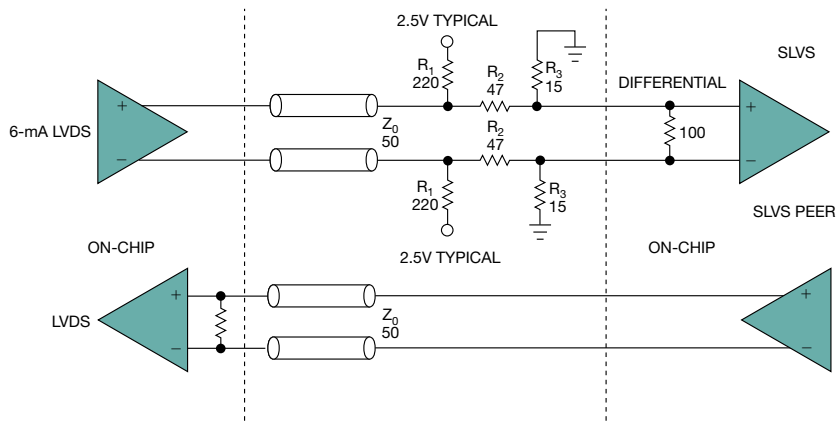 2.5V TYPICAL
SLVS
R1
220
R2
47
R3
15
DIFFERENTIAL
+
+
6-mA LVDS
Z0
50
100
−
R2
47
−
R1
220
R3
15
SLVS PEER
ON-CHIP
2.5V TYPICAL
ON-CHIP
+
+
LVDS
Z0
50
−
−